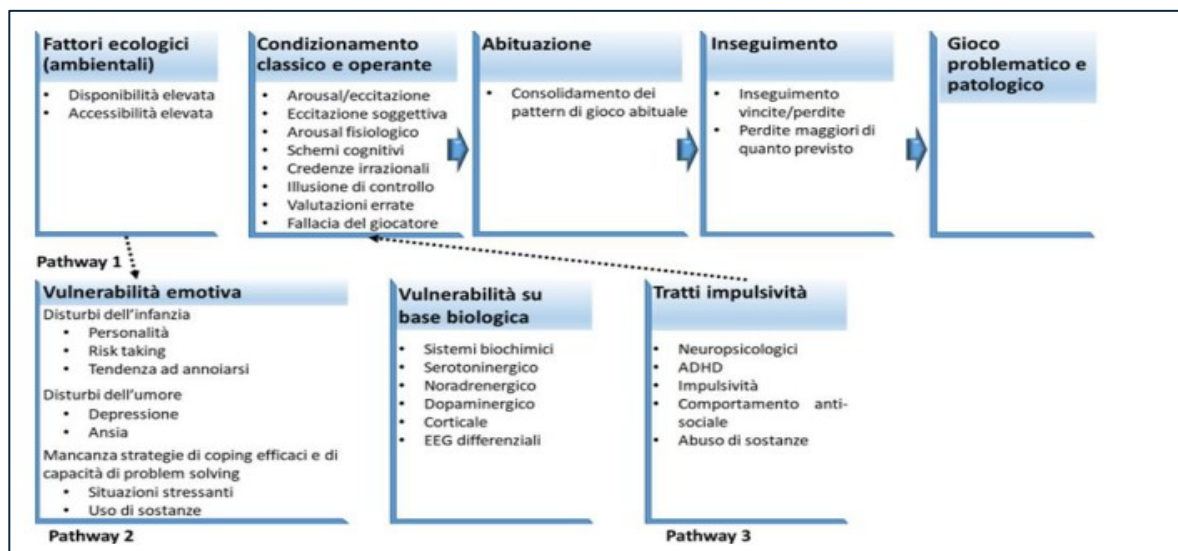 Fattori ecologici
(ambientali)
• Disponibilità elevata
• Accessibilità elevata
Condizionamento
classico e operante
• Arousal/eccitazione
• Eccitazione soggettiva
• Arousal fisiologico
• Schemi cognitivi
• Credenze irrazionali
• Illusione di controllo
• Valutazioni errate
• Fallacia del giocatore
Abituazione
• Consolidamento dei
pattern di gioco abituale
Inseguimento
• Inseguimento
vincite/perdite
• Perdite maggiori di
quanto previsto
Gioco
problematico e
patologico
Pathway 1
Vulnerabilità emotiva
Disturbi dell'infanzia
• Personalità
• Risk taking
• Tendenza ad annoiarsi
Disturbi dell'umore
• Depressione
• Ansia
Mancanza strategie di coping efficaci e di
capacità di problem solving
• Situazioni stressanti
• Uso di sostanze
Pathway 2
Vulnerabilità su
base biologica
• Sistemi biochimici
• Serotoninergico
• Noradrenergico
• Dopaminergico
• Corticale
• EEG differenziali
Tratti impulsività
• Neuropsicologici
• ADHD
• Impulsività
• Comportamento anti-
sociale
• Abuso di sostanze
Pathway 3